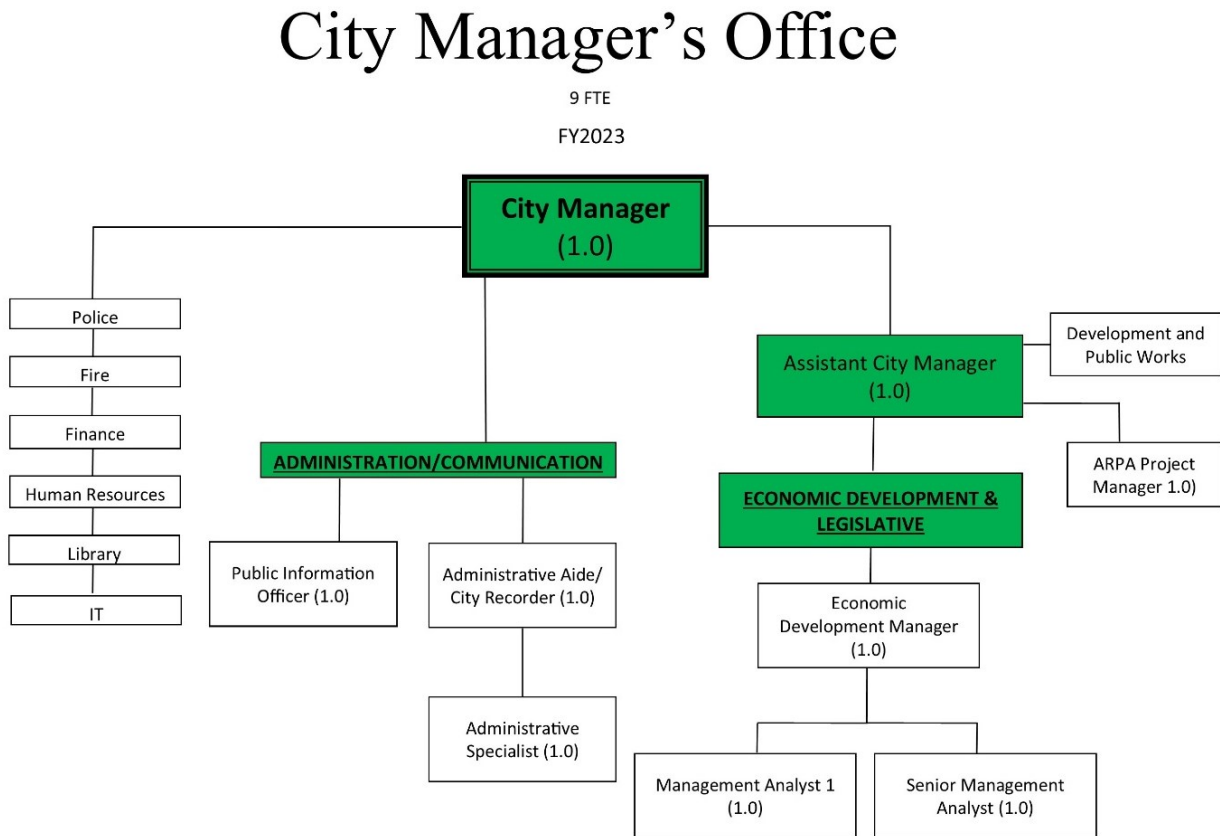 City Manager’s Office
9 FTE
FY2023
City Manager
(1.0)
Police
Fire
Finance
Human Resources
Library
IT
ADMINISTRATION/COMMUNICATION
Public Information
Officer (1.0)
Administrative Aide/
City Recorder (1.0)
Administrative
Specialist (1.0)
Assistant City Manager
(1.0)
Development and
Public Works
ARPA Project
Manager 1.0)
ECONOMIC DEVELOPMENT &
LEGISLATIVE
Economic
Development Manager
(1.0)
Management Analyst 1
(1.0)
Senior Management
Analyst (1.0)